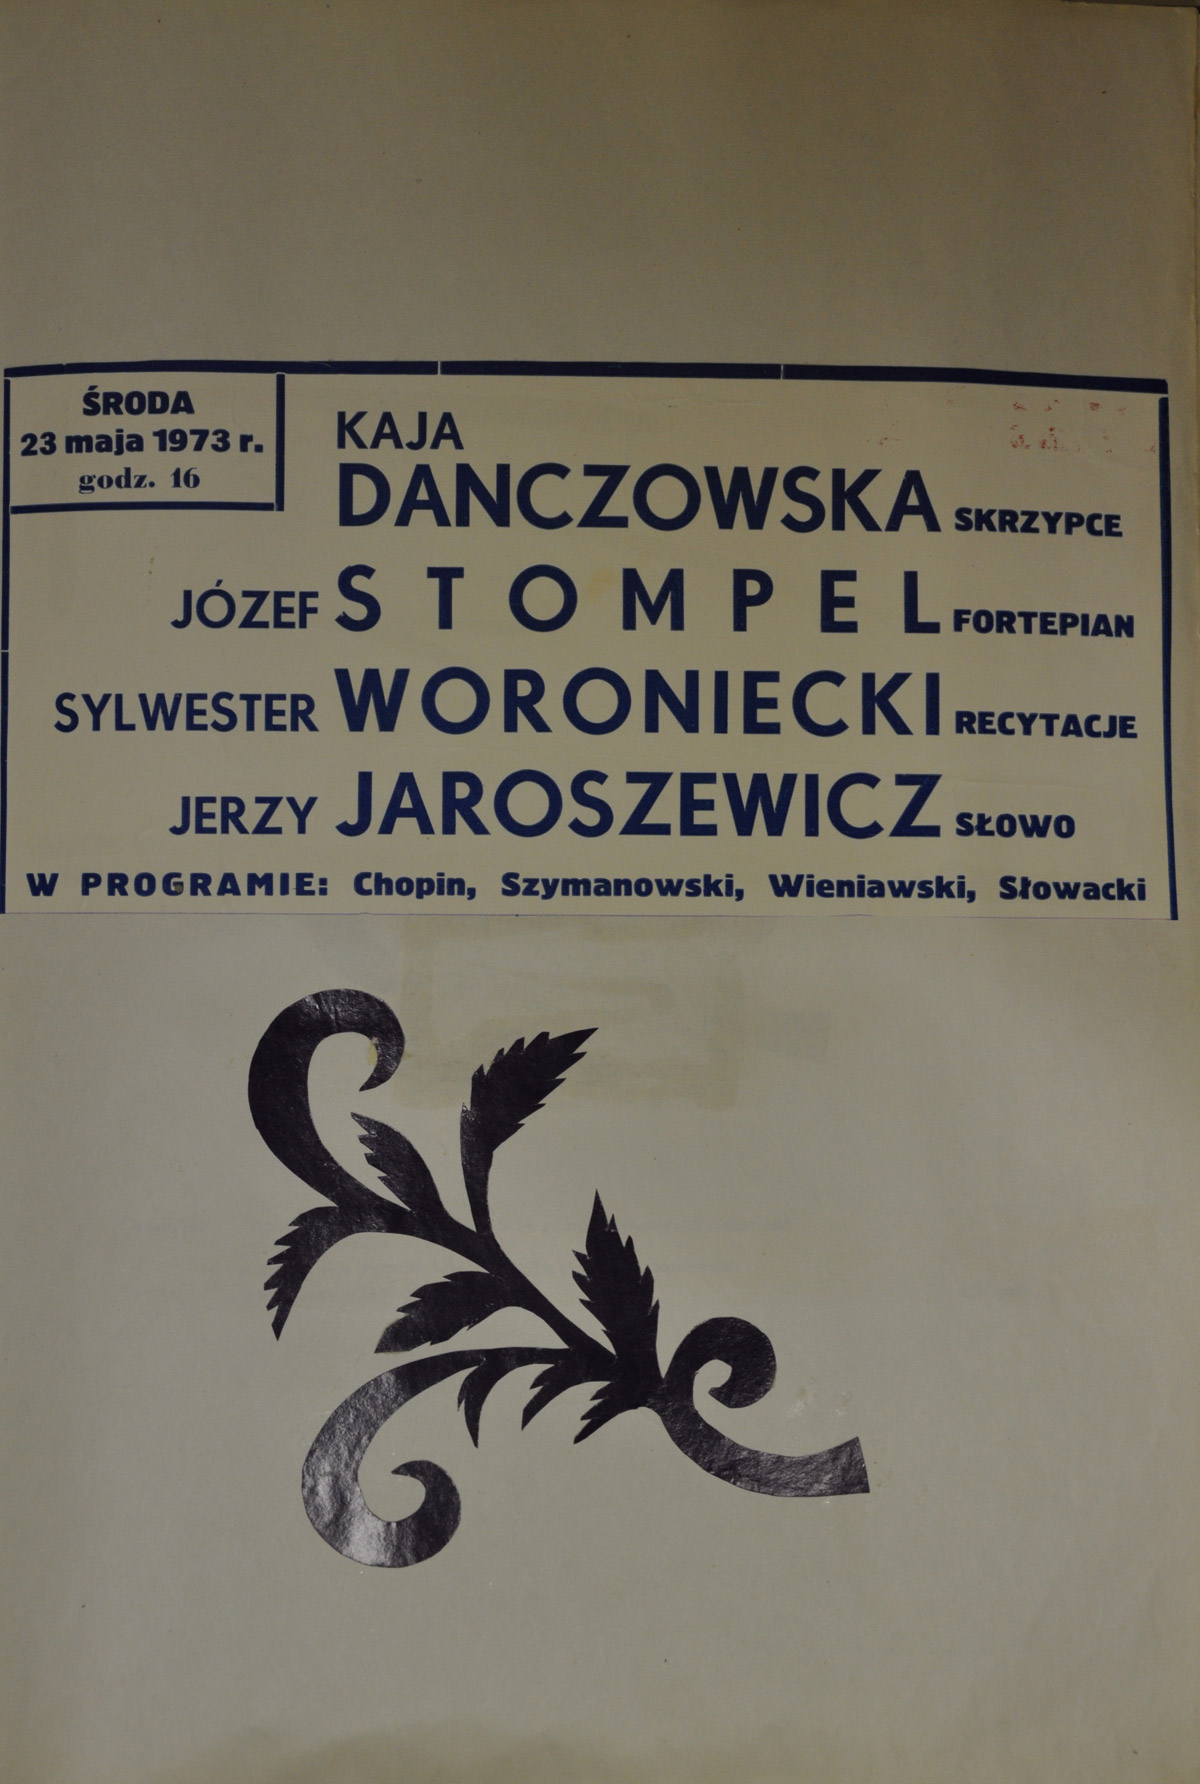 ŚRODA
23 maja 1973 r.
godz. 16
KAJA
DANCZOWSKA SKRZYPCE
JÓZEF STOMPEL FORTEPIAN
SYLWESTER WORONIECKI RECYTACJE
JERZY JAROSZEWICZ SŁOWO
W PROGRAMIE: Chopin, Szymanowski, Wieniawski, Słowacki